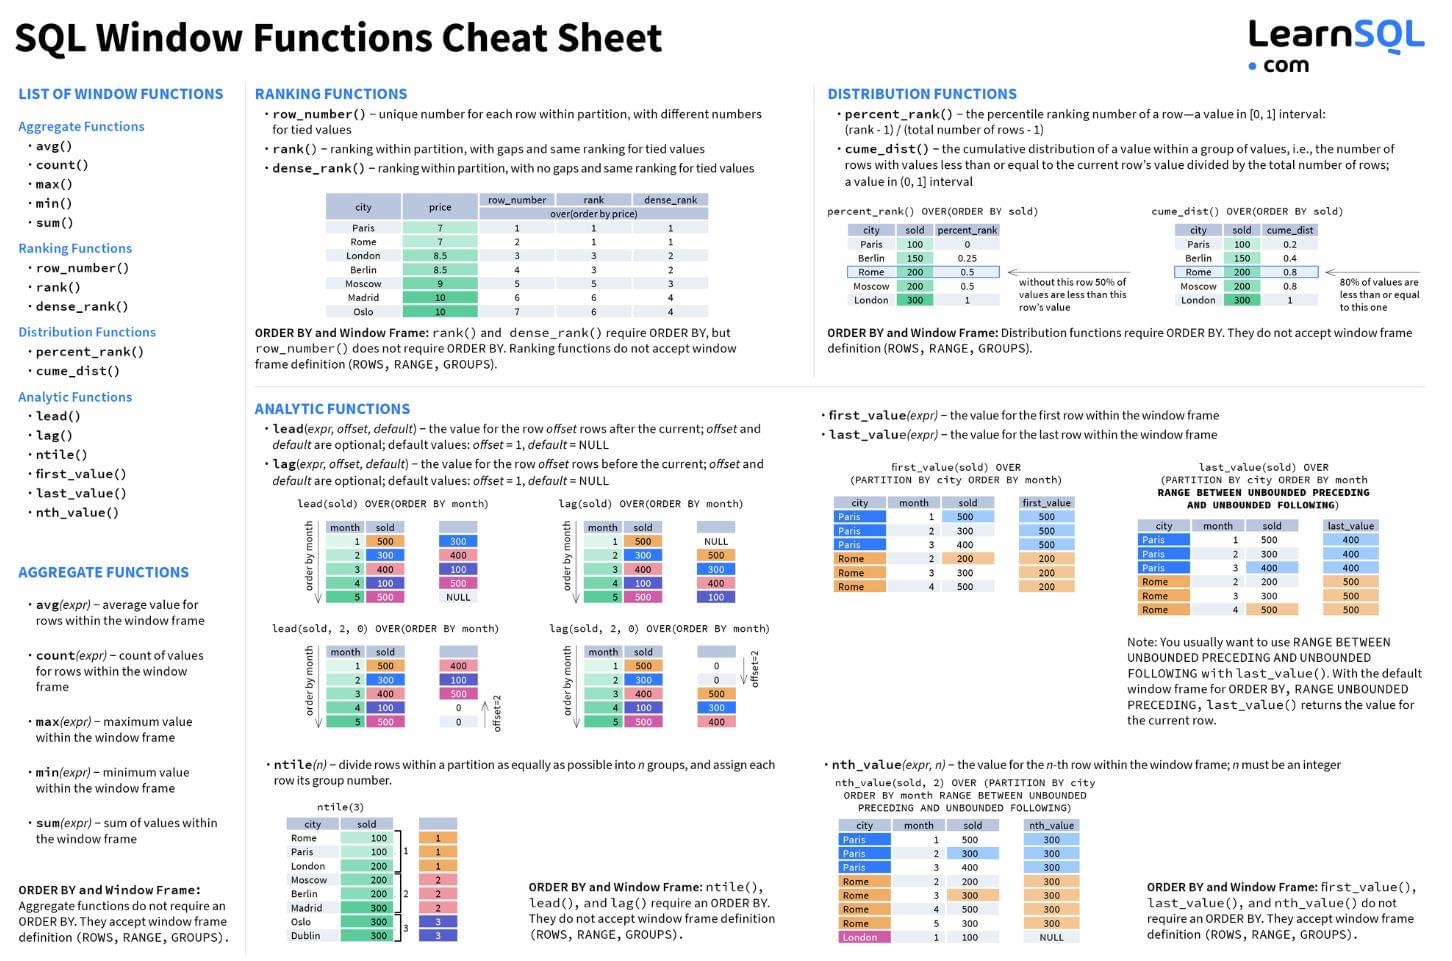 SQL Window Functions Cheat Sheet
LearnSQL
• com
LIST OF WINDOW FUNCTIONS
Aggregate Functions
• avg()
• count()
• max()
• min()
• sum()
Ranking Functions
• row_number()
• rank()
• dense_rank()
Distribution Functions
• percent_rank()
• cume_dist()
Analytic Functions
• lead()
• lag()
• ntile()
• first_value()
• last_value()
• nth_value()
AGGREGATE FUNCTIONS
• avg(expr) − average value for
rows within the window frame
• count(expr) − count of values
for rows within the window
frame
• max(expr) − maximum value
within the window frame
• min(expr) − minimum value
within the window frame
• sum(expr) − sum of values within
the window frame
ORDER BY and Window Frame:
Aggregate functions do not require an
ORDER BY. They accept window frame
definition (ROWS, RANGE, GROUPS).
RANKING FUNCTIONS
• row_number() − unique number for each row within partition, with different numbers
for tied values
• rank() − ranking within partition, with gaps and same ranking for tied values
• dense_rank() − ranking within partition, with no gaps and same ranking for tied values
city price row_number rank dense_rank
over(order by price)
Paris 7 1 1 1
Rome 7 2 1 1
London 8.5 3 3 2
Berlin 8.5 4 3 2
Moscow 9 5 5 3
Madrid 10 6 6 4
Oslo 10 7 6 4
ORDER BY and Window Frame: rank() and dense_rank() require ORDER BY, but
row_number() does not require ORDER BY. Ranking functions do not accept window
frame definition (ROWS, RANGE, GROUPS).
DISTRIBUTION FUNCTIONS
• percent_rank() − the percentile ranking number of a row—a value in [0, 1] interval:
(rank - 1) / (total number of rows - 1)
• cume_dist() − the cumulative distribution of a value within a group of values, i.e., the number of
rows with values less than or equal to the current row's value divided by the total number of rows;
a value in (0, 1] interval
percent_rank() OVER(ORDER BY sold)
city sold percent_rank
Paris 100 0
Berlin 150 0.25
Rome 200 0.5
Moscow 200 0.5
London 300 1
without this row 50% of
values are less than this
row's value
cume_dist() OVER(ORDER BY sold)
city sold cume_dist
Paris 100 0.2
Berlin 150 0.4
Rome 200 0.8
Moscow 200 0.8
London 300 1
80% of values are
less than or equal
to this one
ORDER BY and Window Frame: Distribution functions require ORDER BY. They do not accept window frame
definition (ROWS, RANGE, GROUPS).
ANALYTIC FUNCTIONS
• lead(expr, offset, default) − the value for the row offset rows after the current; offset and
default are optional; default values: offset = 1, default = NULL
• lag(expr, offset, default) − the value for the row offset rows before the current; offset and
default are optional; default values: offset = 1, default = NULL
lead(sold) OVER(ORDER BY month)
order by month
month sold
1 500 300
2 300 400
3 400 100
4 100 500
5 500 NULL
lag(sold) OVER(ORDER BY month)
order by month
month sold
1 500 NULL
2 300 500
3 400 300
4 100 400
5 500 100
lead(sold, 2, 0) OVER(ORDER BY month)
order by month
month sold
1 500 400
2 300 100
3 400 500
4 100 0
5 500 0
offset=2
lag(sold, 2, 0) OVER(ORDER BY month)
order by month
month sold
1 500 0
2 300 0
3 400 500
4 100 300
5 500 400
offset=2
• ntile(n) − divide rows within a partition as equally as possible into n groups, and assign each
row its group number.
ntile(3)
city sold
Rome 100 1
Paris 100 1 1
London 200 1
Moscow 200 2
Berlin 200 2 2
Madrid 300 2
Oslo 300 3 3
Dublin 300 3
ORDER BY and Window Frame: ntile(),
lead(), and lag() require an ORDER BY.
They do not accept window frame definition
(ROWS, RANGE, GROUPS).
• first_value(expr) − the value for the first row within the window frame
• last_value(expr) − the value for the last row within the window frame
first_value(sold) OVER
(PARTITION BY city ORDER BY month)
city month sold first_value
Paris 1 500 500
Paris 2 300 500
Paris 3 400 500
Rome 2 200 200
Rome 3 300 200
Rome 4 500 200
last_value(sold) OVER
(PARTITION BY city ORDER BY month
RANGE BETWEEN UNBOUNDED PRECEDING
AND UNBOUNDED FOLLOWING)
city month sold last_value
Paris 1 500 400
Paris 2 300 400
Paris 3 400 400
Rome 2 200 500
Rome 3 300 500
Rome 4 500 500
Note: You usually want to use RANGE BETWEEN
UNBOUNDED PRECEDING AND UNBOUNDED
FOLLOWING with last_value(). With the default
window frame for ORDER BY, RANGE UNBOUNDED
PRECEDING, last_value() returns the value for
the current row.
• nth_value(expr, n) − the value for the n-th row within the window frame; n must be an integer
nth_value(sold, 2) OVER (PARTITION BY city
ORDER BY month RANGE BETWEEN UNBOUNDED
PRECEDING AND UNBOUNDED FOLLOWING)
city month sold nth_value
Paris 1 500 300
Paris 2 300 300
Paris 3 400 300
Rome 2 200 300
Rome 3 300 300
Rome 4 500 300
Rome 5 300 300
London 1 100 NULL
ORDER BY and Window Frame: first_value(),
last_value(), and nth_value() do not
require an ORDER BY. They accept window frame
definition (ROWS, RANGE, GROUPS).